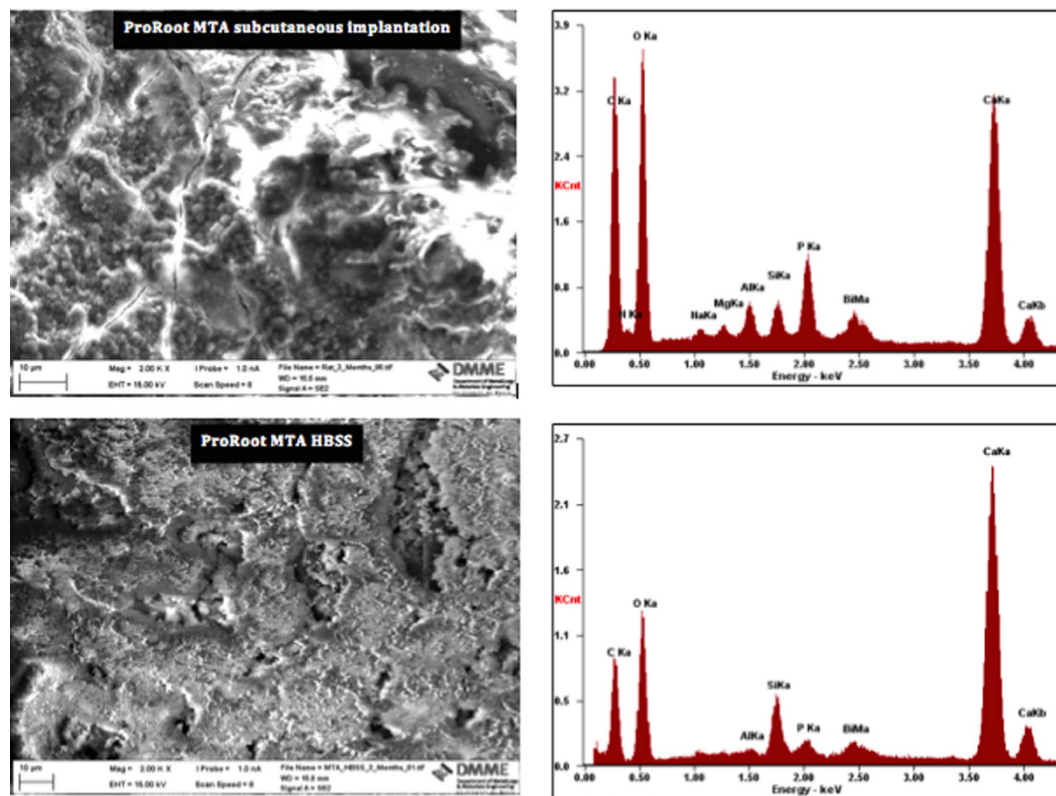 ProRoot MTA subcutaneous implantation
10 µm
Mag = 2.00 K X
I Probe = 1.0 nA
EHT = 15.00 kV
Scan Speed = 8
Signal A = SE2
DMME
3.9
3.2
2.4
KCnt
1.6
0.8
0.0
C Ka
O Ka
N Ka
NaKa
MgKa
AlKa
SiKa
P Ka
BiMa
CaKa
CaKb
0.00 0.50 1.00 1.50 2.00 2.50 3.00 3.50 4.00
Energy - keV
ProRoot MTA HBSS
10 µm
Mag = 2.00 K X
I Probe = 1.0 nA
EHT = 15.00 kV
Scan Speed = 8
Signal A = SE2
DMME
2.7
2.1
1.6
KCnt
1.1
0.5
0.0
C Ka
O Ka
AlKa
SiKa
P Ka
BiMa
CaKa
CaKb
0.00 0.50 1.00 1.50 2.00 2.50 3.00 3.50 4.00
Energy - keV